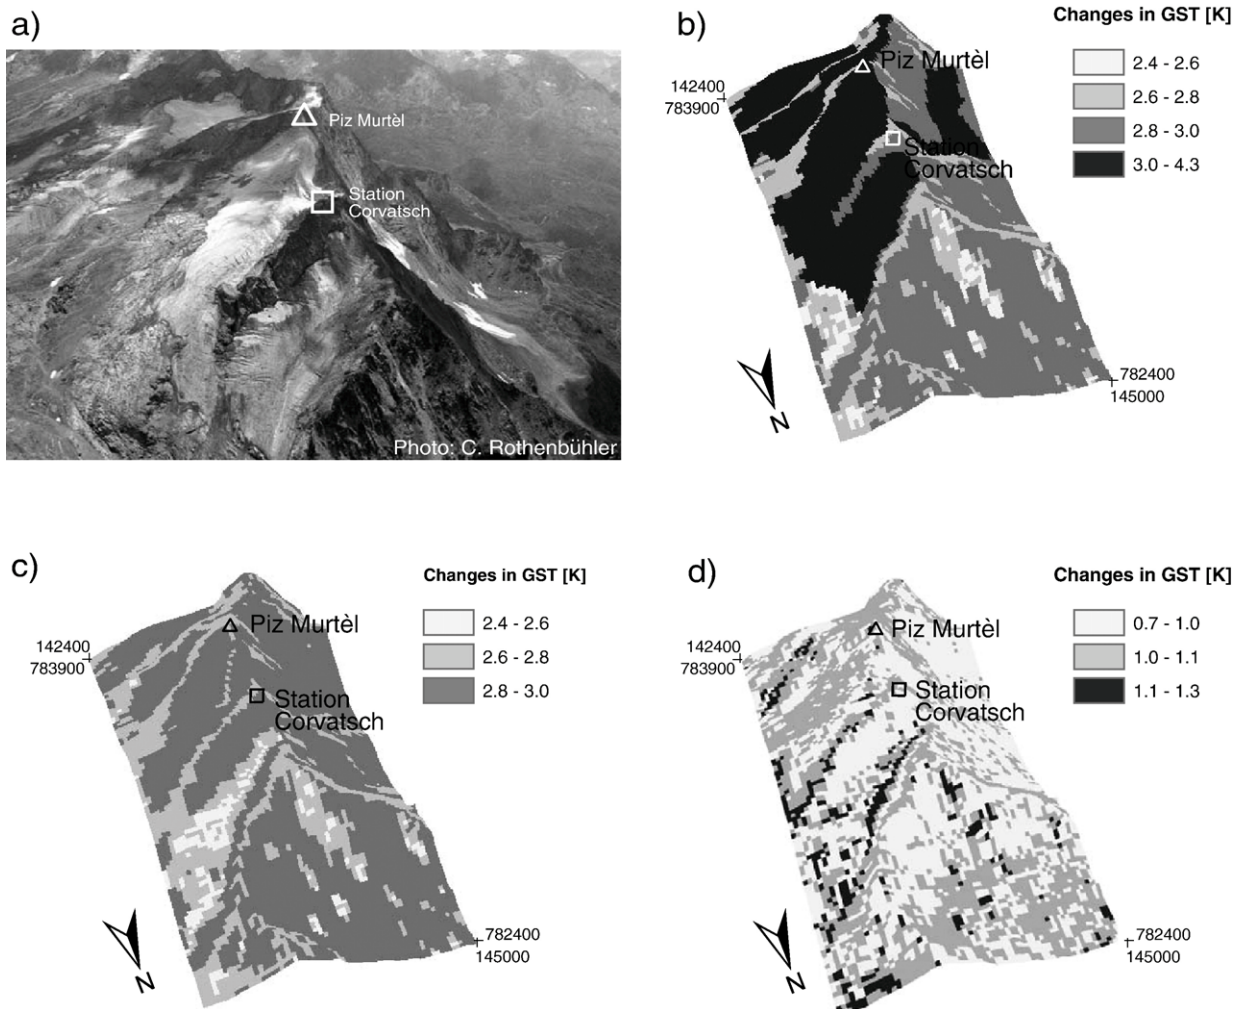 a)
Piz Murtèl
Station
Corvatsch
Photo: C. Rothenbühler
b)
Changes in GST [K]
2.4 - 2.6
2.6 - 2.8
2.8 - 3.0
3.0 - 4.3
Piz Murtèl
142400
783900
Station
Corvatsch
782400
145000
N
c)
Changes in GST [K]
2.4 - 2.6
2.6 - 2.8
2.8 - 3.0
Piz Murtèl
142400
783900
Station
Corvatsch
782400
145000
N
d)
Changes in GST [K]
0.7 - 1.0
1.0 - 1.1
1.1 - 1.3
Piz Murtèl
142400
783900
Station
Corvatsch
782400
145000
N